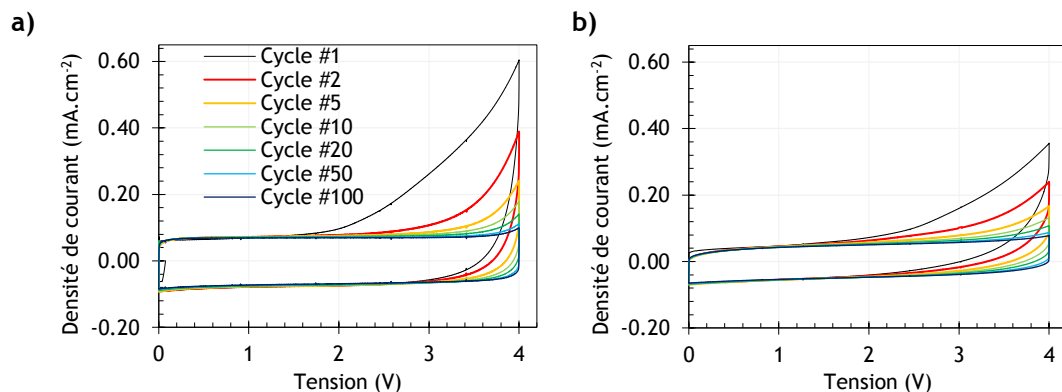 a)
Densité de courant (mA.cm-2)
0.60
0.40
0.20
0.00
-0.20
Cycle #1
Cycle #2
Cycle #5
Cycle #10
Cycle #20
Cycle #50
Cycle #100
0 1 2 3 4
Tension (V)
b)
Densité de courant (mA.cm-2)
0.60
0.40
0.20
0.00
-0.20
0 1 2 3 4
Tension (V)